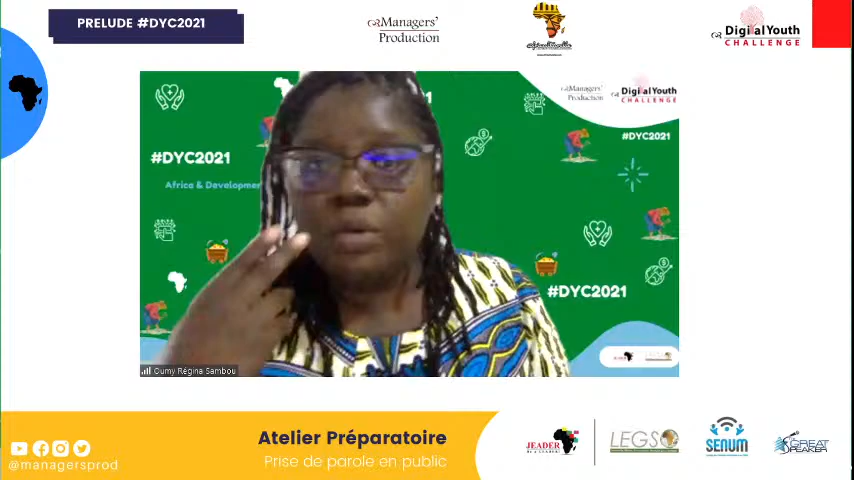 PRELUDE #DYC2021
Managers'
Production
Digital Youth
CHALLENGE
Managers'
Production
Digital Youth
CHALLENGE
#DYC2021
#DYC2021
Africa & Developmen
#DYC2021
Oumy Régina Sambou
Atelier Préparatoire
Prise de parole en public
@managersprod
JEADER
LEGS
SENUM
GREAT
SPEAKER